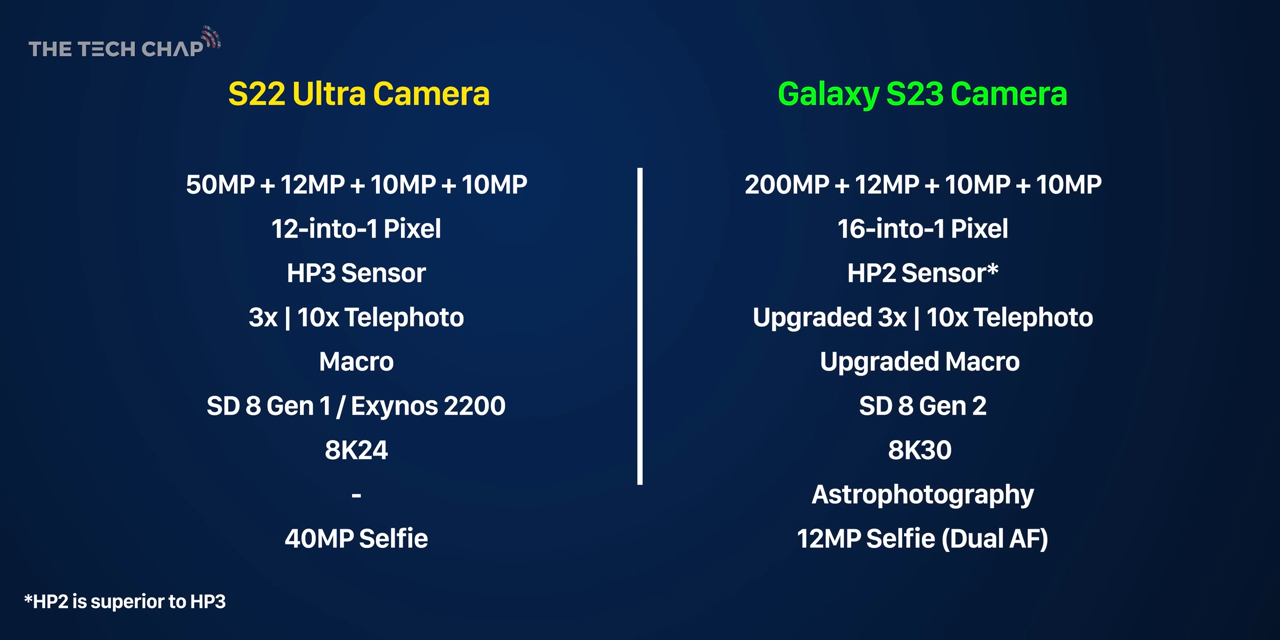 THE TECH CHAP
S22 Ultra Camera
50MP + 12MP + 10MP + 10MP
12-into-1 Pixel
HP3 Sensor
3x | 10x Telephoto
Macro
SD 8 Gen 1 / Exynos 2200
8K24
-
40MP Selfie
Galaxy S23 Camera
200MP + 12MP + 10MP + 10MP
16-into-1 Pixel
HP2 Sensor*
Upgraded 3x | 10x Telephoto
Upgraded Macro
SD 8 Gen 2
8K30
Astrophotography
12MP Selfie (Dual AF)
*HP2 is superior to HP3